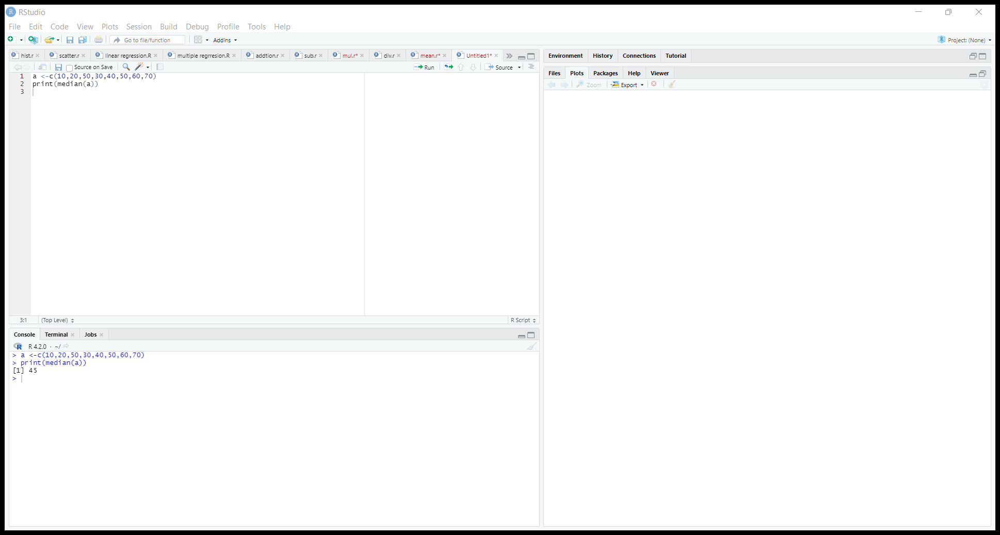 RStudio
File Edit Code View Plots Session Build Debug Profile Tools Help
Go to file/function Addins Project: (None)
hist.r scatter.r linear regression.R multiple regrresion.R addtion.r sub.r mul.r* div.r mean.r* Untitled1*
Source on Save Run Source
1 a <-c(10,20,50,30,40,50,60,70)
2 print(median(a))
3
3:1 (Top Level) R Script
Console Terminal Jobs
R 4.2.0 · ~/
> a <-c(10,20,50,30,40,50,60,70)
> print(median(a))
[1] 45
>
Environment History Connections Tutorial
Files Plots Packages Help Viewer
Zoom Export